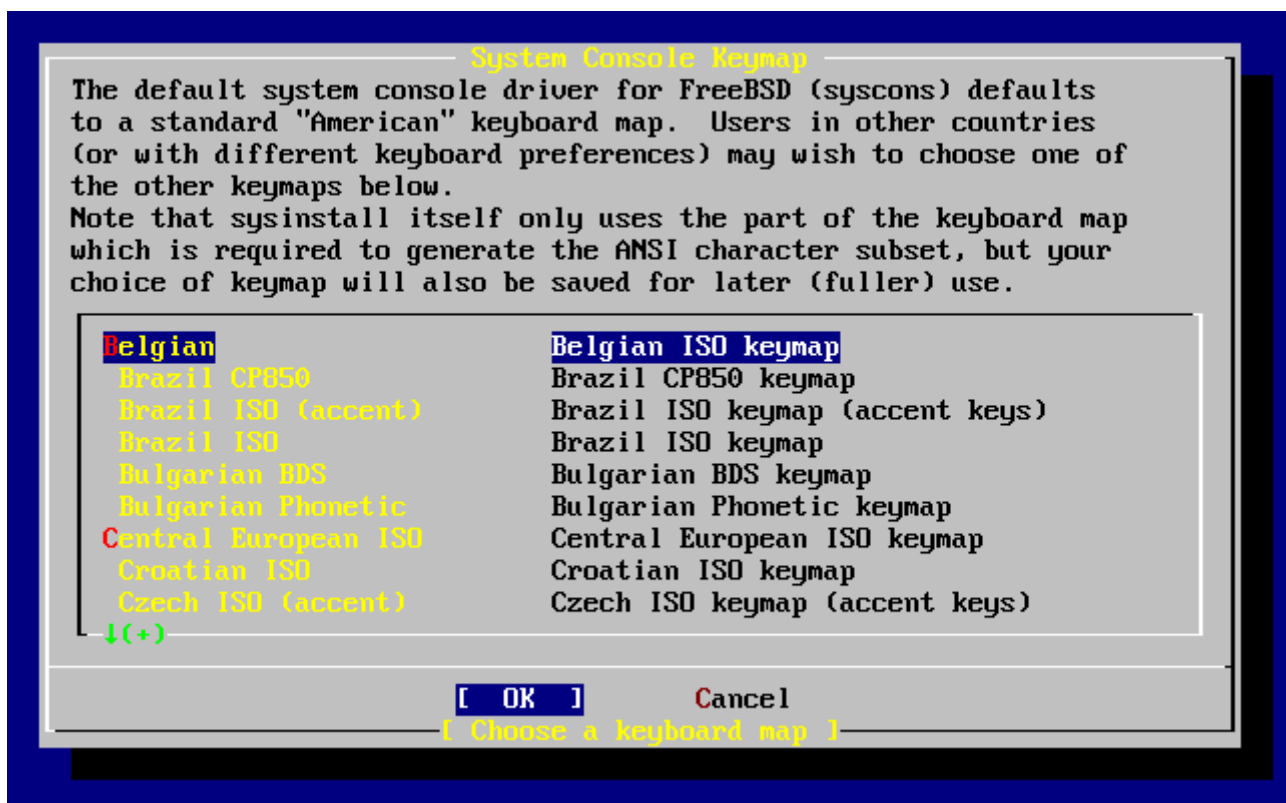 System Console Keymap
The default system console driver for FreeBSD (syscons) defaults
to a standard "American" keyboard map.  Users in other countries
(or with different keyboard preferences) may wish to choose one of
the other keymaps below.
Note that sysinstall itself only uses the part of the keyboard map
which is required to generate the ANSI character subset, but your
choice of keymap will also be saved for later (fuller) use.
Belgian Belgian ISO keymap
Brazil CP850 Brazil CP850 keymap
Brazil ISO (accent) Brazil ISO keymap (accent keys)
Brazil ISO Brazil ISO keymap
Bulgarian BDS Bulgarian BDS keymap
Bulgarian Phonetic Bulgarian Phonetic keymap
Central European ISO Central European ISO keymap
Croatian ISO Croatian ISO keymap
Czech ISO (accent) Czech ISO keymap (accent keys)
↓(+)
[ OK ] Cancel
[ Choose a keyboard map ]